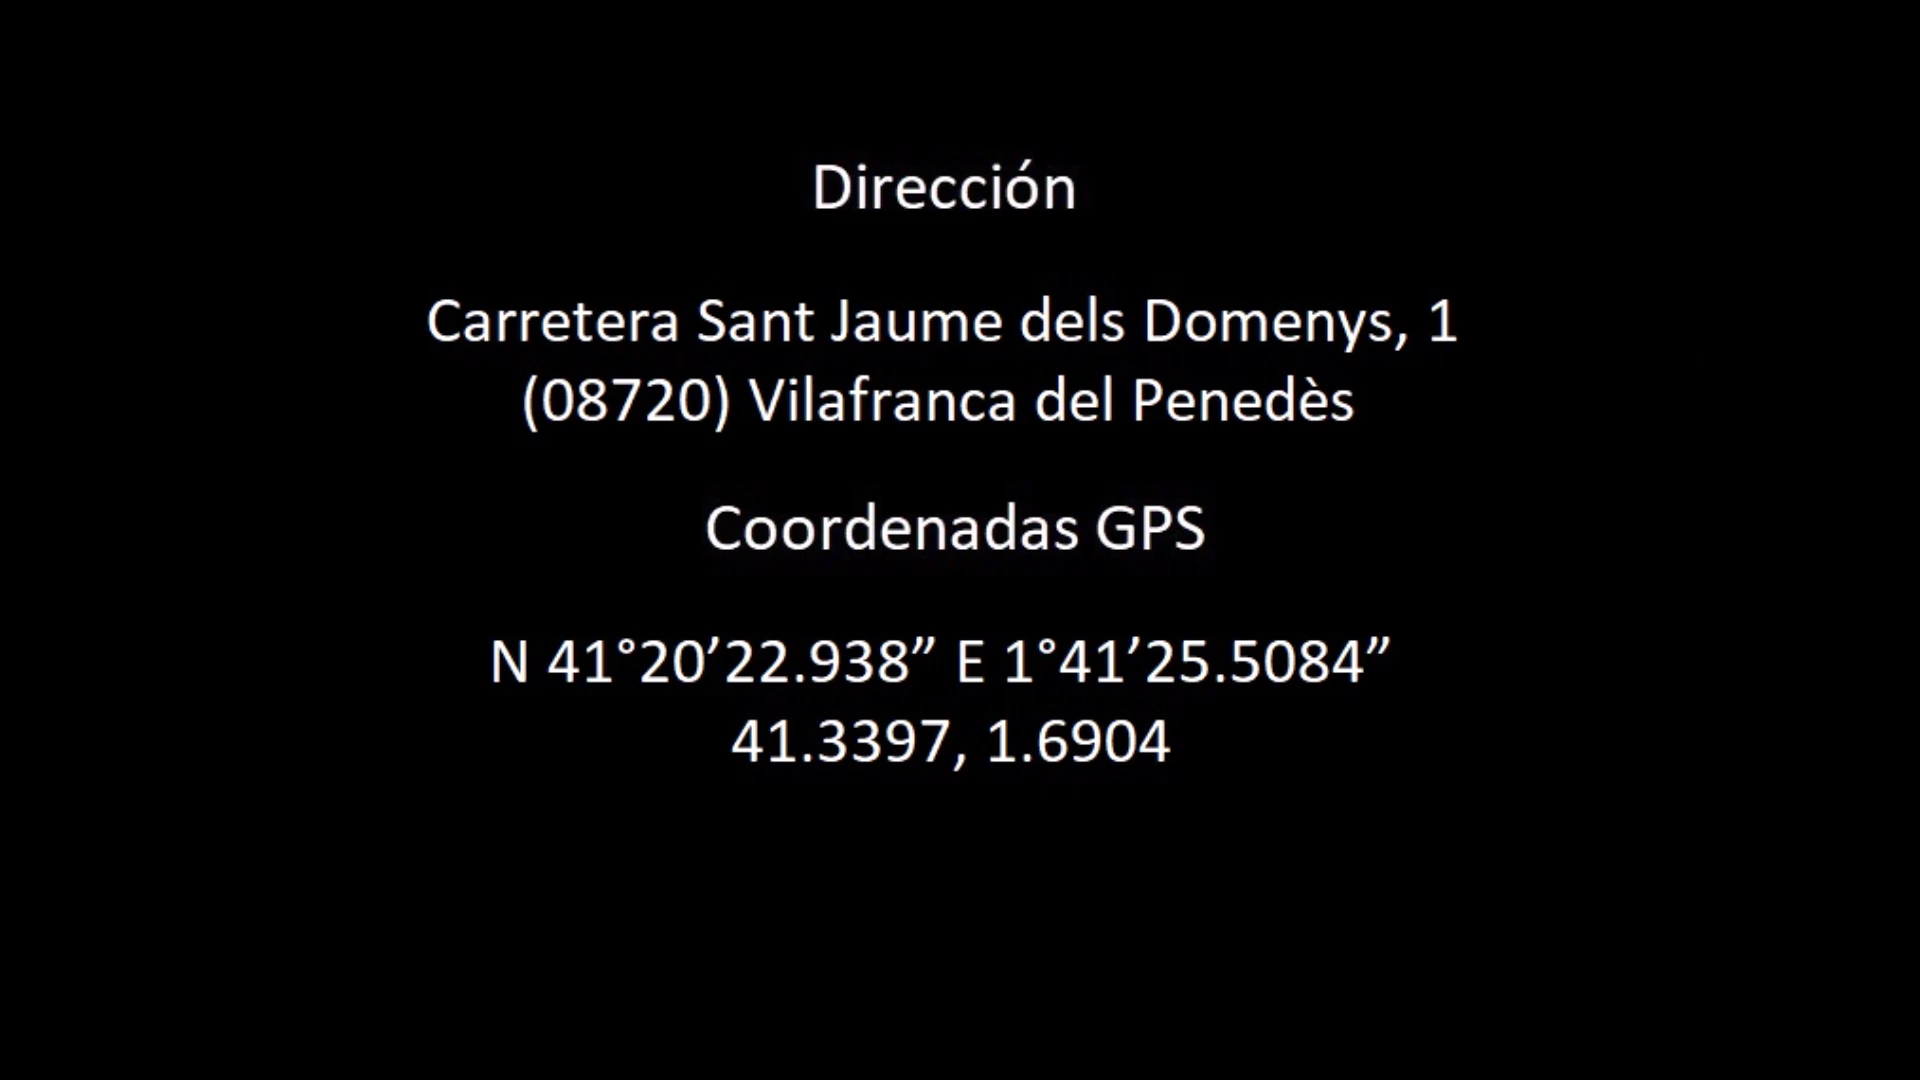 Dirección
Carretera Sant Jaume dels Domenys, 1
(08720) Vilafranca del Penedès
Coordenadas GPS
N 41°20’22.938” E 1°41’25.5084”
41.3397, 1.6904